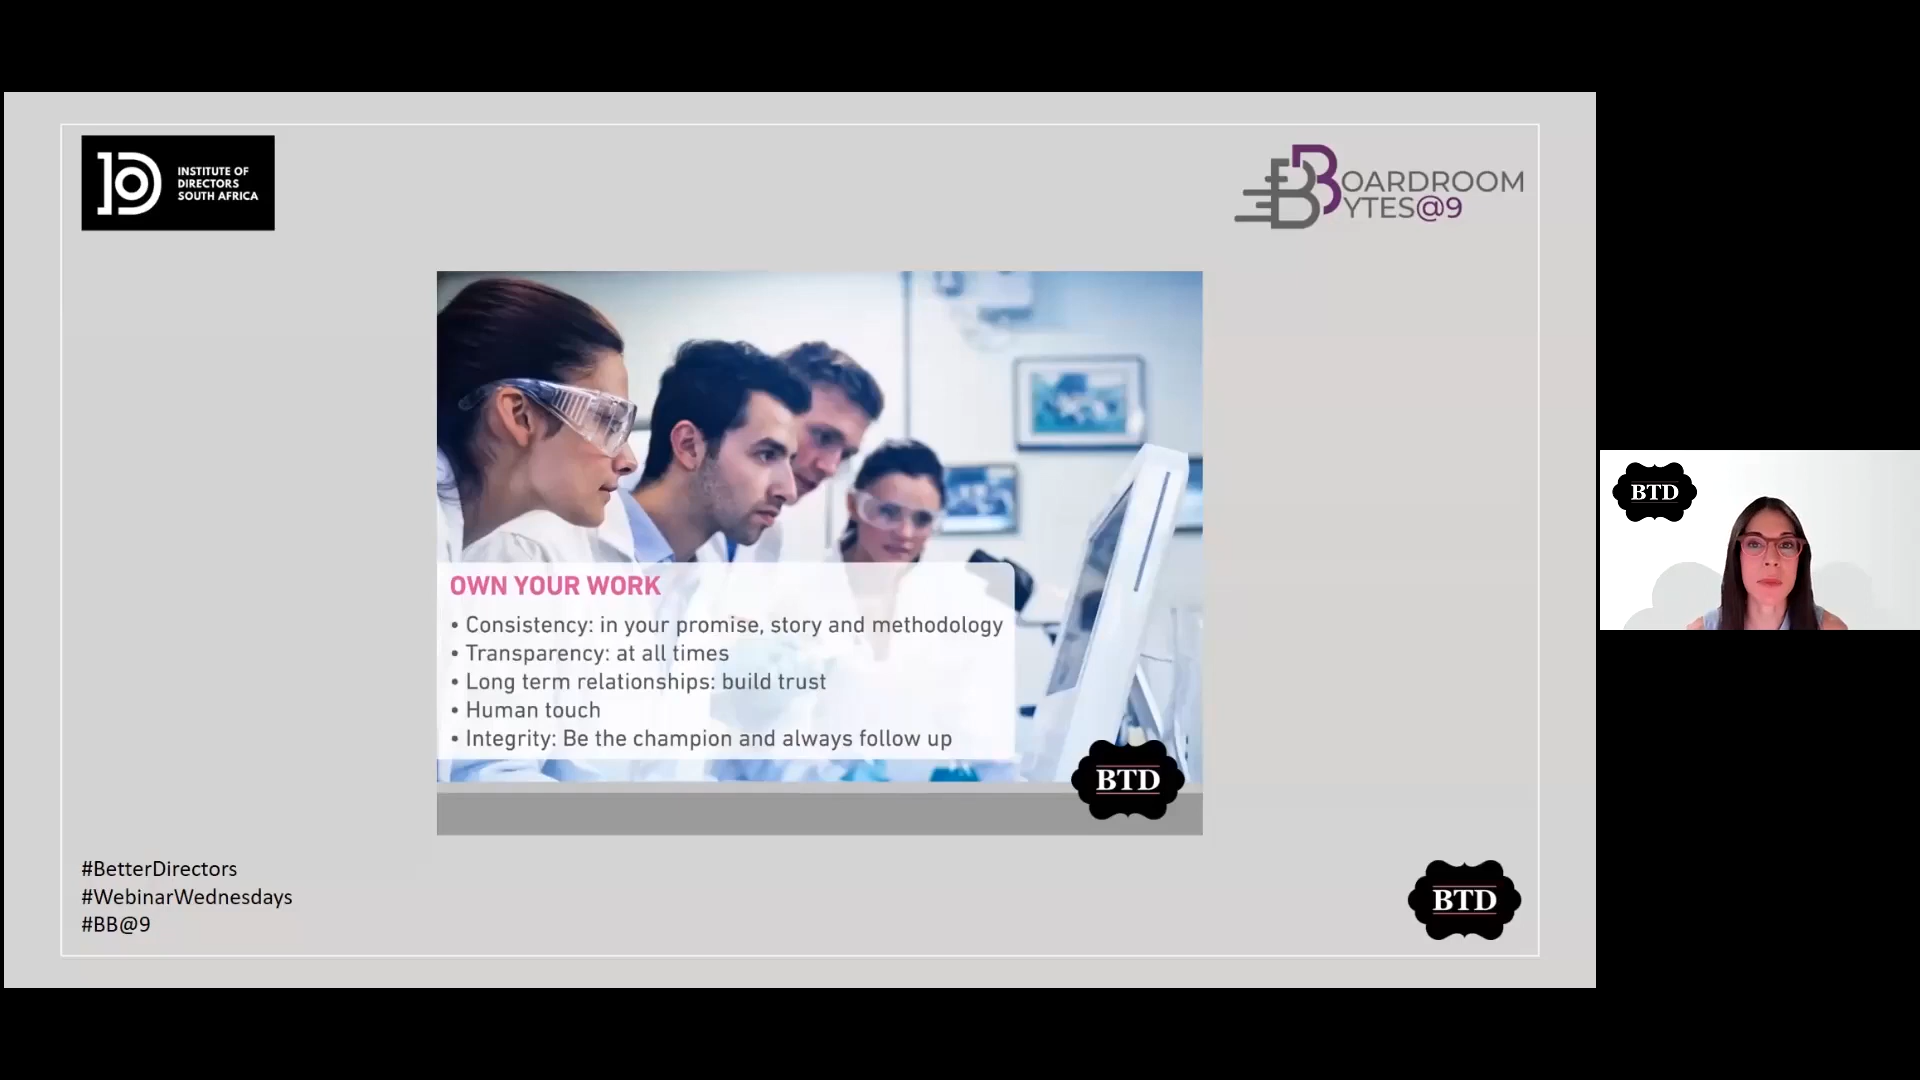 INSTITUTE OF
DIRECTORS
SOUTH AFRICA
BOARDROOM
BYTES@9
OWN YOUR WORK
• Consistency: in your promise, story and methodology
• Transparency: at all times
• Long term relationships: build trust
• Human touch
• Integrity: Be the champion and always follow up
BTD
#BetterDirectors
#WebinarWednesdays
#BB@9
BTD
BTD